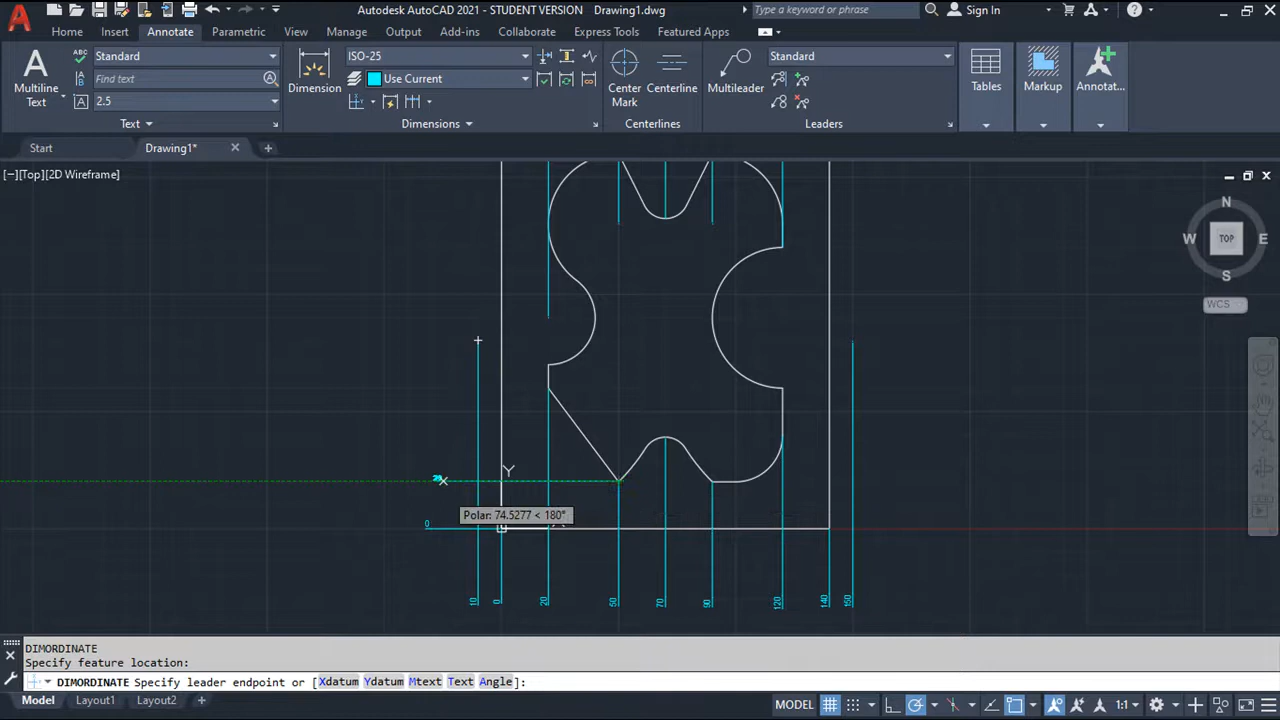 Autodesk AutoCAD 2021 - STUDENT VERSION Drawing1.dwg
Type a keyword or phrase
Sign In
Home Insert Annotate Parametric View Manage Output Add-ins Collaborate Express Tools Featured Apps
Standard
Find text
2.5
Multiline
Text
Text
Dimension
ISO-25
Use Current
Dimensions
Center
Mark
Centerline
Centerlines
Multileader
Standard
Leaders
Tables
Markup
Annotat...
Start
Drawing1*
[−][Top][2D Wireframe]
N
W TOP E
S
WCS
Y
Polar: 74.5277 < 180°
0
10 0 20 50 70 90 120 140 150
DIMORDINATE
Specify feature location:
DIMORDINATE Specify leader endpoint or [Xdatum Ydatum Mtext Text Angle]:
Model Layout1 Layout2
MODEL
1:1